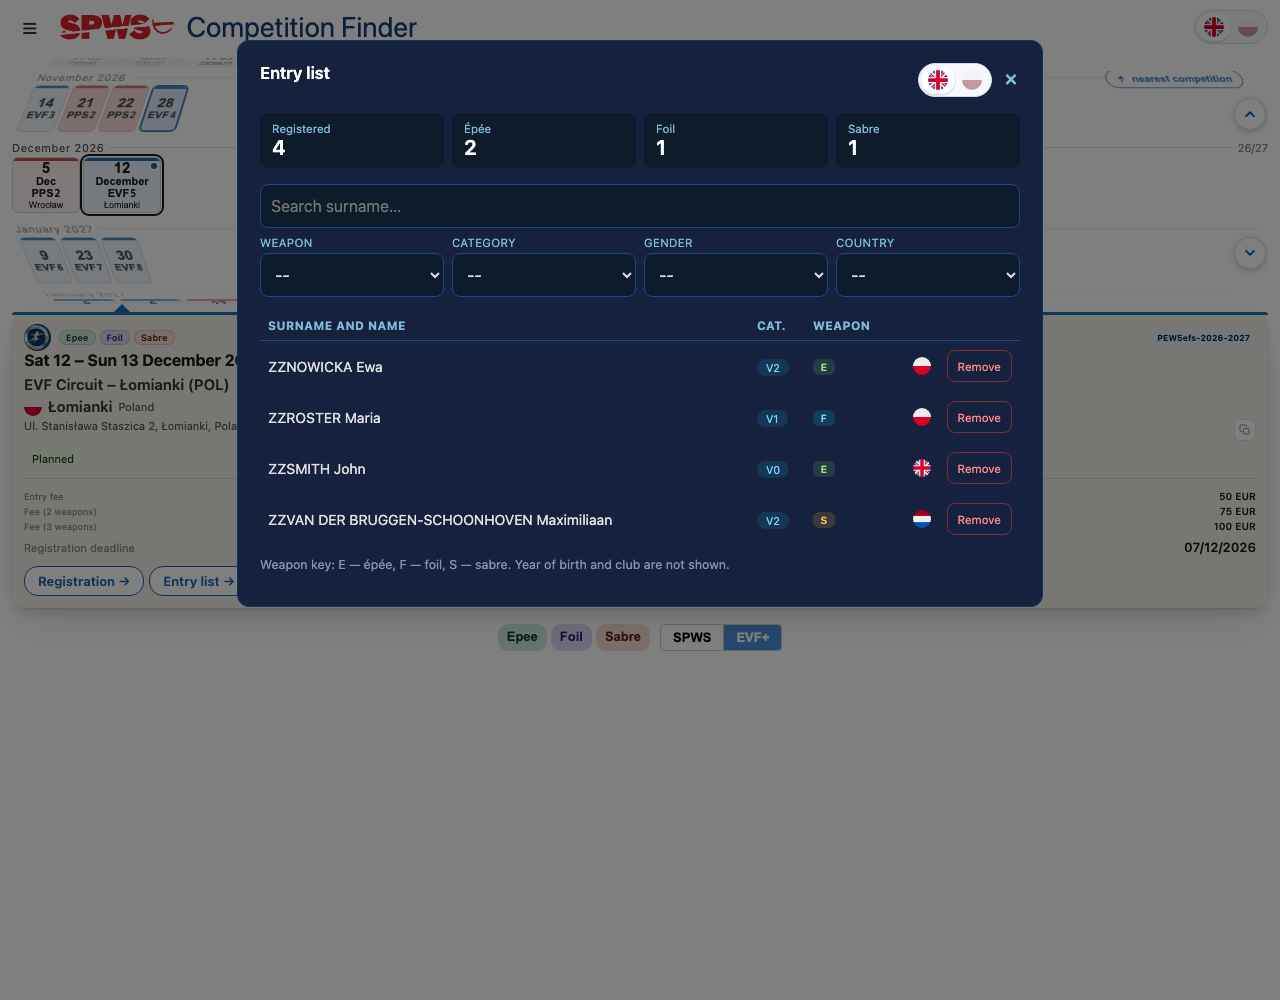 SPWS Competition Finder
November 2026
nearest competition
14 21 22 28
EVF3 PPS2 PPS2 EVF4
December 2026
26/27
5 12
Dec December
PPS2 EVF5
Wrocław Łomianki
January 2027
9 23 30
EVF6 EVF7 EVF8
Epee Foil Sabre
PEW5efs-2026-2027
Sat 12 – Sun 13 December
EVF Circuit – Łomianki (POL)
Łomianki Poland
Ul. Stanisława Staszica 2, Łomianki,
Planned
Entry fee 50 EUR
Fee (2 weapons) 75 EUR
Fee (3 weapons) 100 EUR
Registration deadline 07/12/2026
Registration → Entry list →
Entry list ×
Registered Épée Foil Sabre
4 2 1 1
Search surname...
WEAPON CATEGORY GENDER COUNTRY
-- -- -- --
SURNAME AND NAME CAT. WEAPON
ZZNOWICKA Ewa V2 E Remove
ZZROSTER Maria V1 F Remove
ZZSMITH John V0 E Remove
ZZVAN DER BRUGGEN-SCHOONHOVEN Maximiliaan V2 S Remove
Weapon key: E — épée, F — foil, S — sabre. Year of birth and club are not shown.
Epee Foil Sabre SPWS EVF+